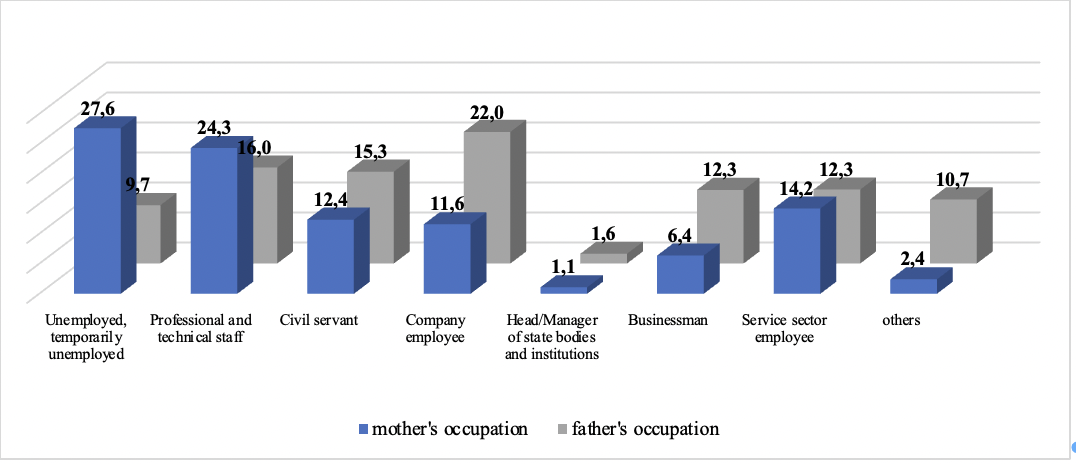 27,6
9,7
24,3
16,0
12,4
15,3
11,6
22,0
1,1
1,6
6,4
12,3
14,2
12,3
2,4
10,7
Unemployed,
temporarily
unemployed
Professional and
technical staff
Civil servant
Company
employee
Head/Manager
of state bodies
and institutions
Businessman
Service sector
employee
others
mother's occupation
father's occupation